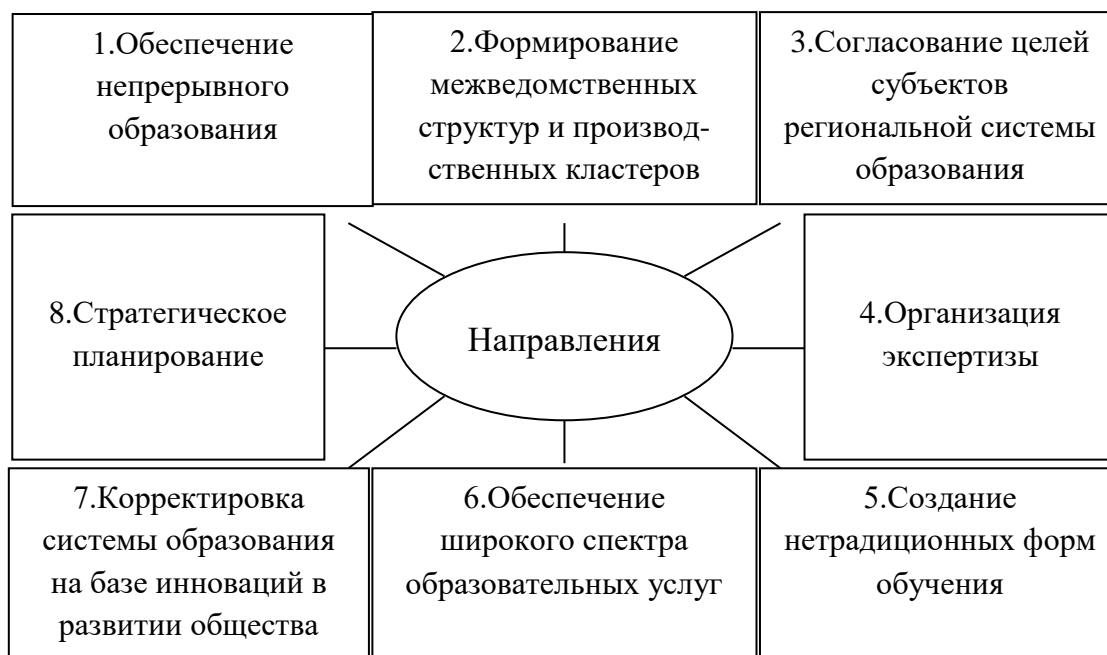 1.Обеспечение
непрерывного
образования
2.Формирование
межведомственных
структур и производ-
ственных кластеров
3.Согласование целей
субъектов
региональной системы
образования
8.Стратегическое
планирование
Направления
4.Организация
экспертизы
7.Корректировка
системы образования
на базе инноваций в
развитии общества
6.Обеспечение
широкого спектра
образовательных услуг
5.Создание
нетрадиционных форм
обучения